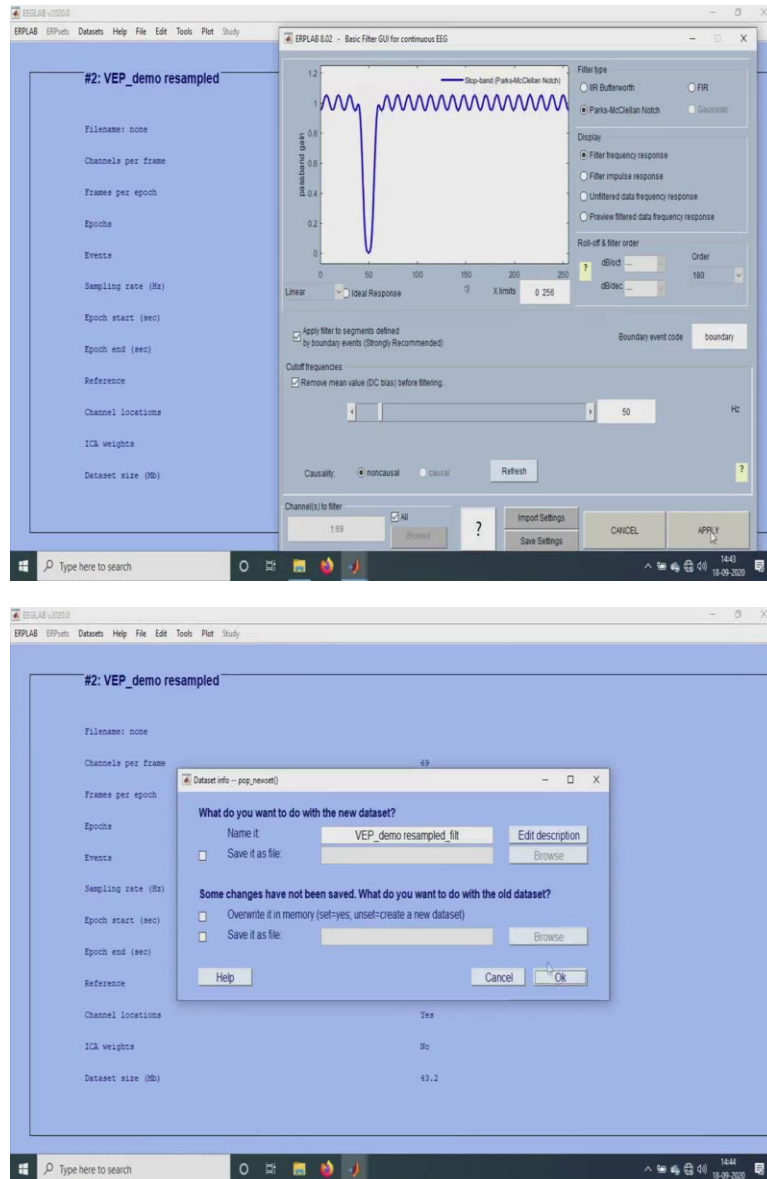 EEGLAB v2020.0
ERPLAB ERPsets Datasets Help File Edit Tools Plot Study
#2: VEP_demo resampled
Filename: none
Channels per frame
Frames per epoch
Epochs
Events
Sampling rate (Hz)
Epoch start (sec)
Epoch end (sec)
Reference
Channel locations
ICA weights
Dataset size (Mb)
ERPLAB 8.02 - Basic Filter GUI for continuous EEG
Stop-band (Parks-McClellan Notch)
passband gain
1.2
1
0.8
0.6
0.4
0.2
0
0 50 100 150 200 250
Linear
Ideal Response
:)
X limits
0 256
Filter type
IIR Butterworth
FIR
Parks-McClellan Notch
Gaussian
Display
Filter frequency response
Filter impulse response
Unfiltered data frequency response
Preview filtered data frequency response
Roll-off & filter order
?
dB/oct
---
dB/dec
---
Order
180
Apply filter to segments defined
by boundary events (Strongly Recommended)
Boundary event code
boundary
Cutoff frequencies
Remove mean value (DC bias) before filtering.
50
Hz
Causality:
noncausal
causal
Refresh
?
Channel(s) to filter
1:69
All
Browse
?
Import Settings
Save Settings
CANCEL
APPLY
Type here to search
14:43
18-09-2020
EEGLAB v2020.0
ERPLAB ERPsets Datasets Help File Edit Tools Plot Study
#2: VEP_demo resampled
Filename: none
Channels per frame 69
Frames per epoch
Epochs
Events
Sampling rate (Hz)
Epoch start (sec)
Epoch end (sec)
Reference
Channel locations Yes
ICA weights No
Dataset size (Mb) 43.2
Dataset info -- pop_newset()
What do you want to do with the new dataset?
Name it: VEP_demo resampled_filt Edit description
Save it as file: Browse
Some changes have not been saved. What do you want to do with the old dataset?
Overwrite it in memory (set=yes; unset=create a new dataset)
Save it as file: Browse
Help Cancel Ok
Type here to search
14:44
18-09-2020